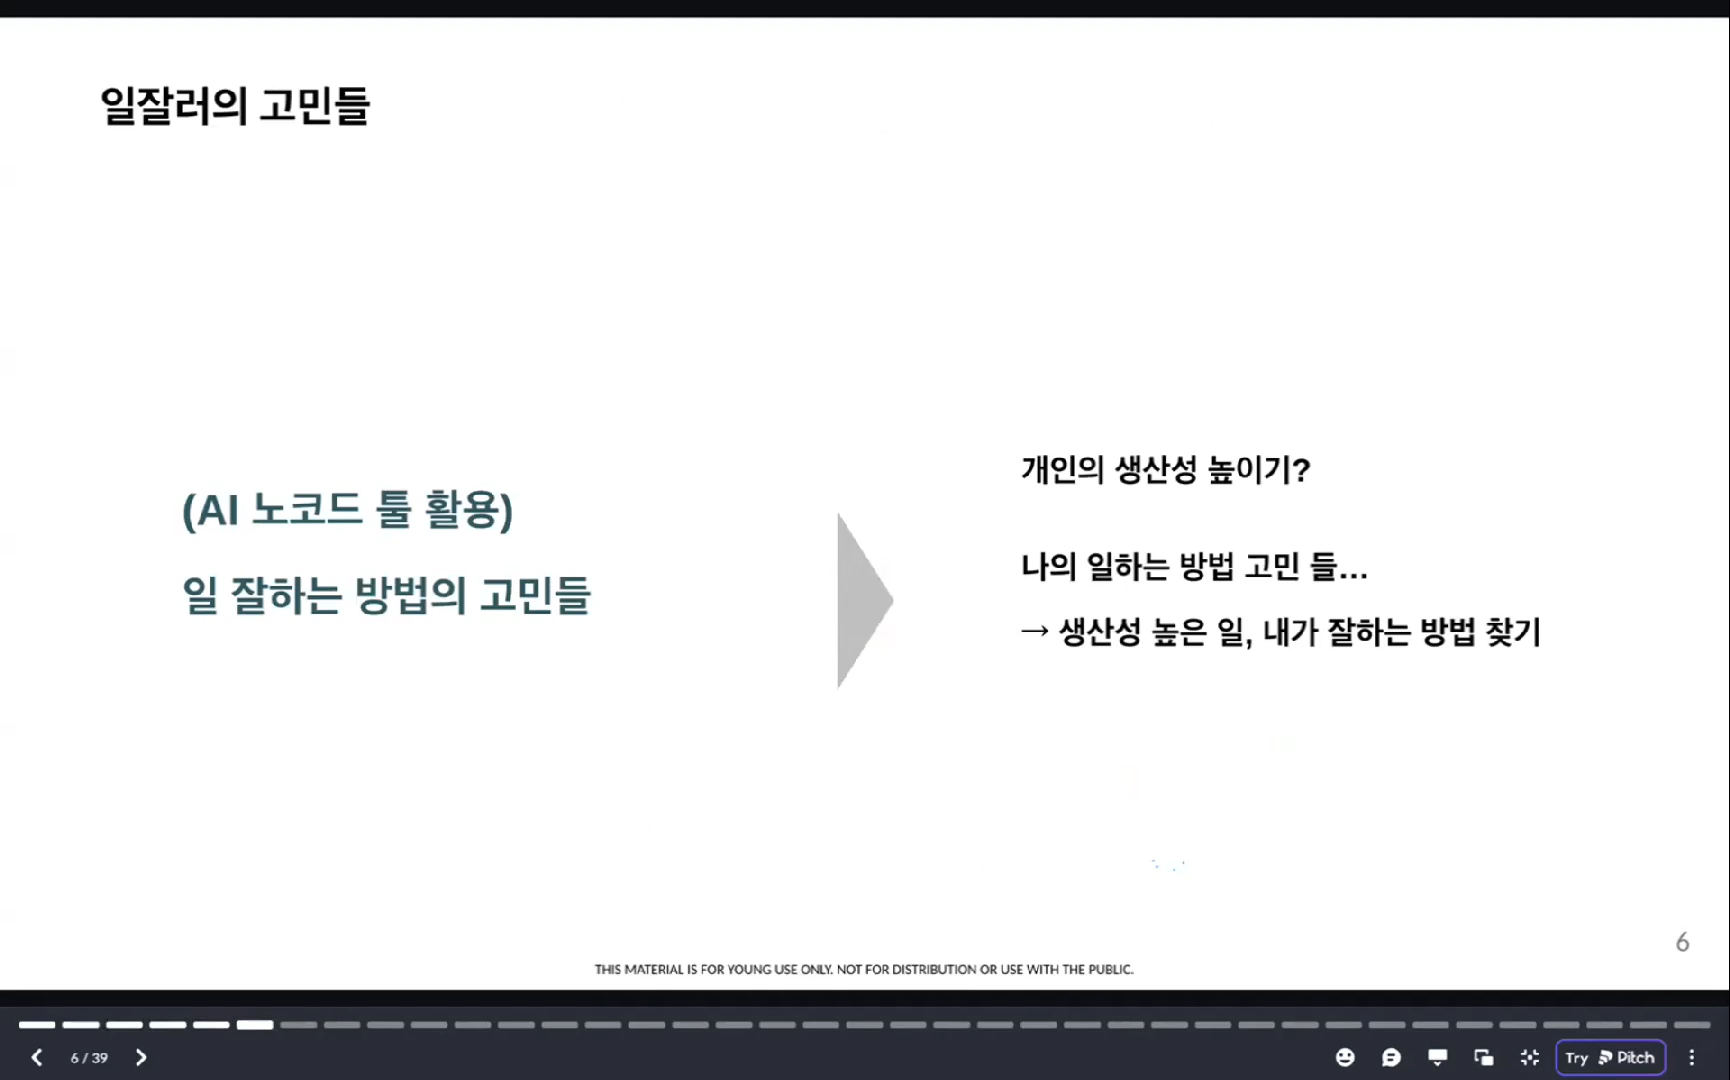 일잘러의 고민들
(AI 노코드 툴 활용)
일 잘하는 방법의 고민들
개인의 생산성 높이기?
나의 일하는 방법 고민 들...
→ 생산성 높은 일, 내가 잘하는 방법 찾기
6
THIS MATERIAL IS FOR YOUNG USE ONLY. NOT FOR DISTRIBUTION OR USE WITH THE PUBLIC.
6 / 39
Try Pitch